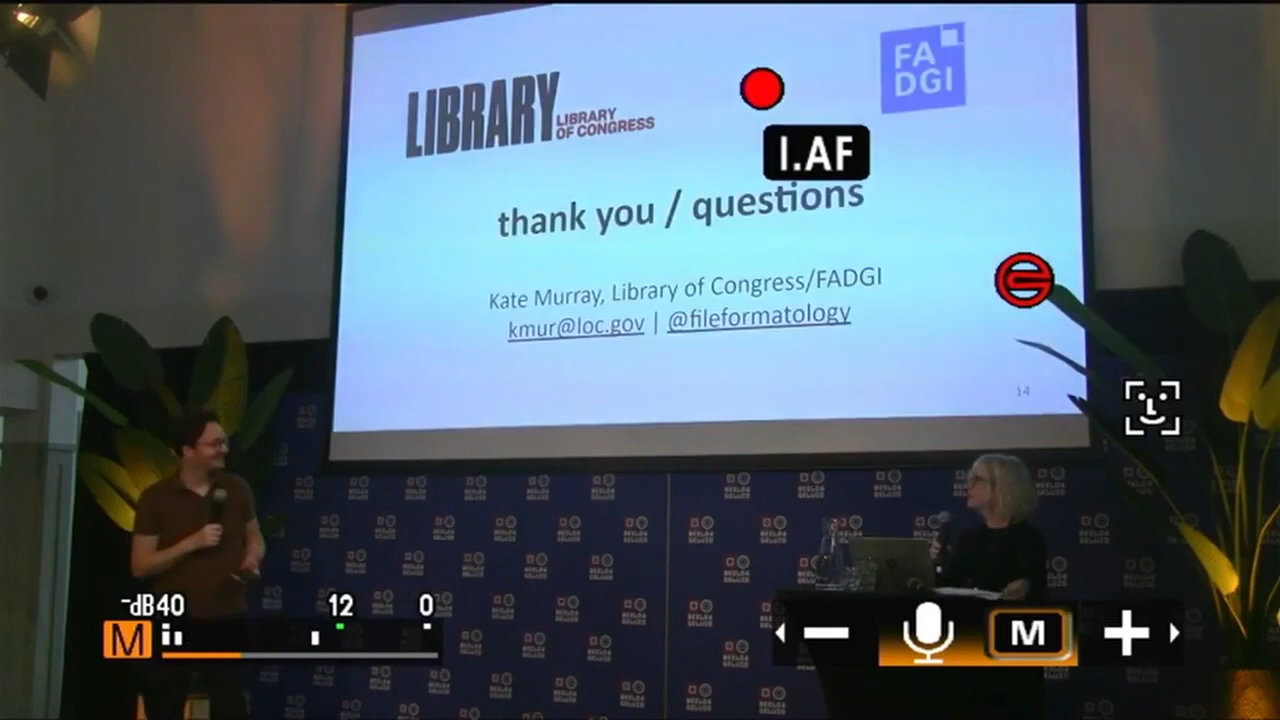 LIBRARY
LIBRARY
OF CONGRESS
FA
DGI
I.AF
thank you / questions
Kate Murray, Library of Congress/FADGI
kmur@loc.gov | @fileformatology
14
-dB40 12 0
M
M